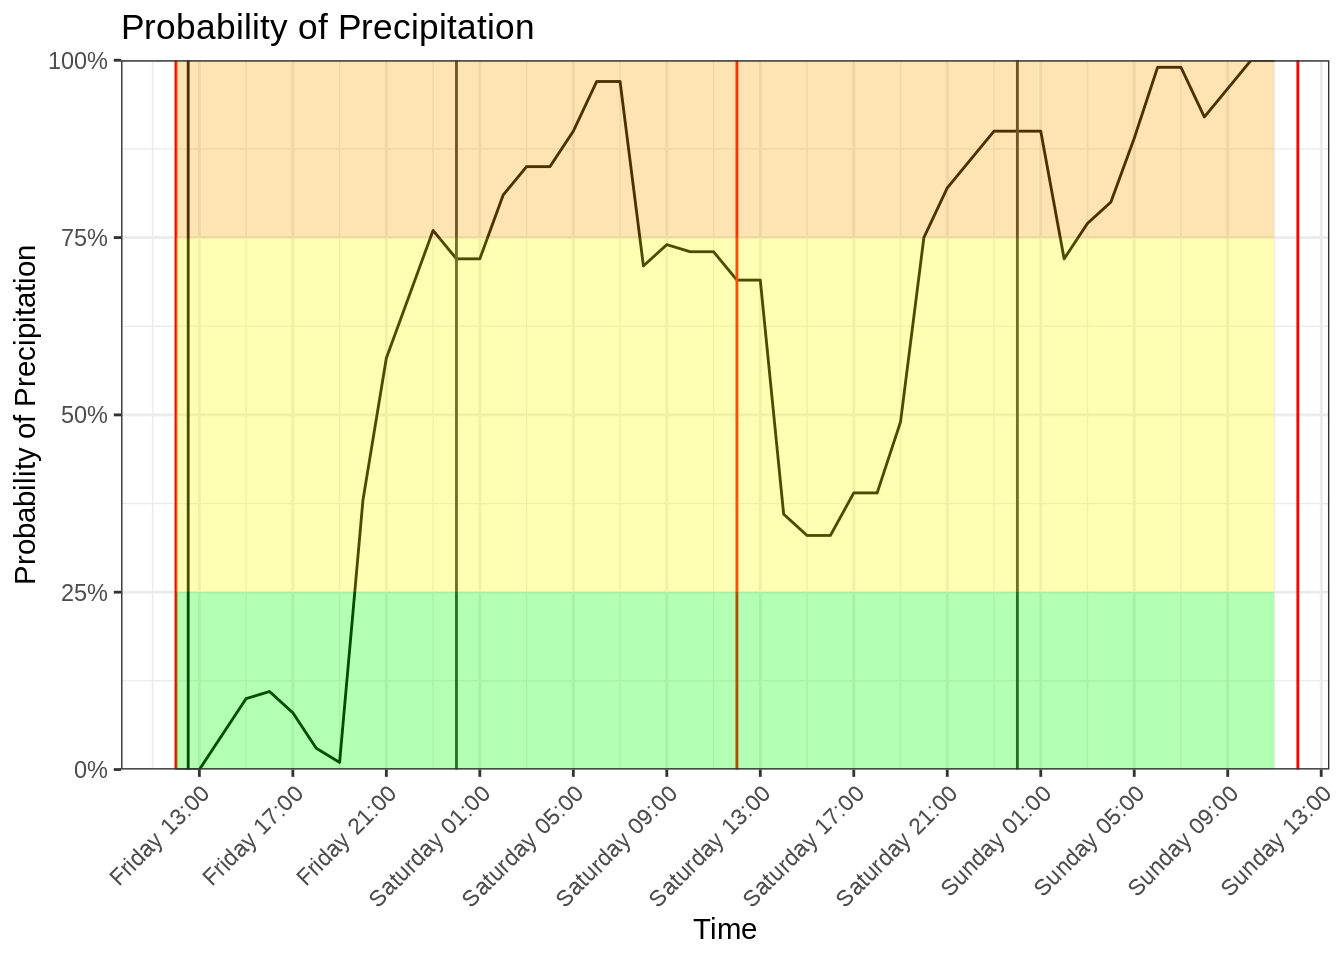 Probability of Precipitation
100%
75%
50%
25%
0%
Probability of Precipitation
Friday 13:00
Friday 17:00
Friday 21:00
Saturday 01:00
Saturday 05:00
Saturday 09:00
Saturday 13:00
Saturday 17:00
Saturday 21:00
Sunday 01:00
Sunday 05:00
Sunday 09:00
Sunday 13:00
Time